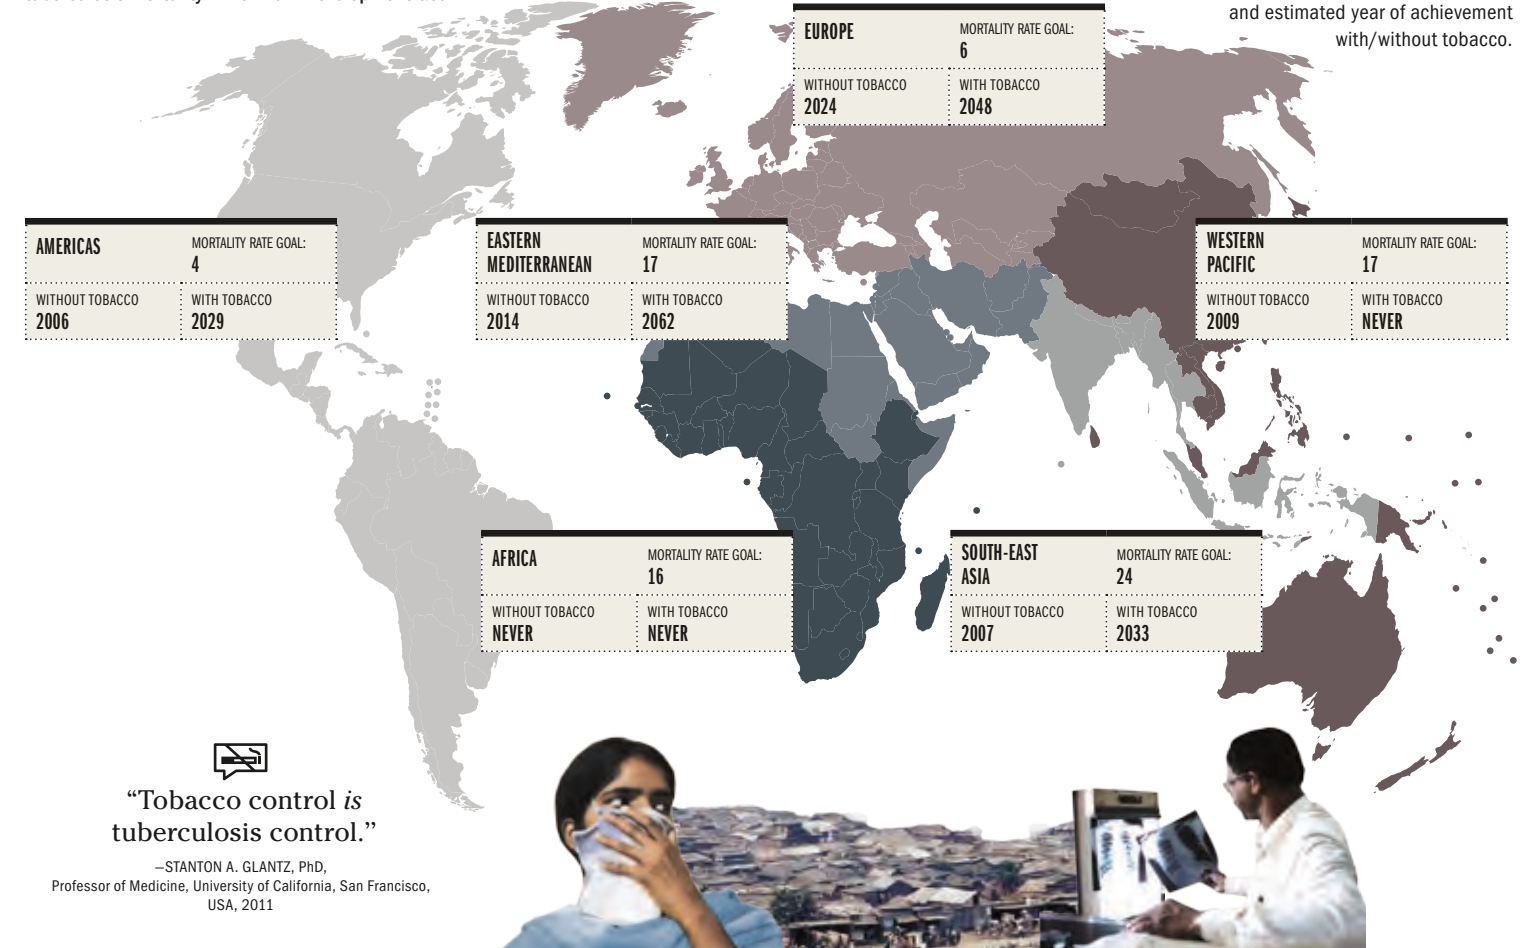 and estimated year of achievement
with/without tobacco.
EUROPE
MORTALITY RATE GOAL:
6
WITHOUT TOBACCO
2024
WITH TOBACCO
2048
AMERICAS
MORTALITY RATE GOAL:
4
WITHOUT TOBACCO
2006
WITH TOBACCO
2029
EASTERN
MEDITERRANEAN
MORTALITY RATE GOAL:
17
WITHOUT TOBACCO
2014
WITH TOBACCO
2062
WESTERN
PACIFIC
MORTALITY RATE GOAL:
17
WITHOUT TOBACCO
2009
WITH TOBACCO
NEVER
AFRICA
MORTALITY RATE GOAL:
16
WITHOUT TOBACCO
NEVER
WITH TOBACCO
NEVER
SOUTH-EAST
ASIA
MORTALITY RATE GOAL:
24
WITHOUT TOBACCO
2007
WITH TOBACCO
2033
“Tobacco control is
tuberculosis control.”
—STANTON A. GLANTZ, PhD,
Professor of Medicine, University of California, San Francisco,
USA, 2011